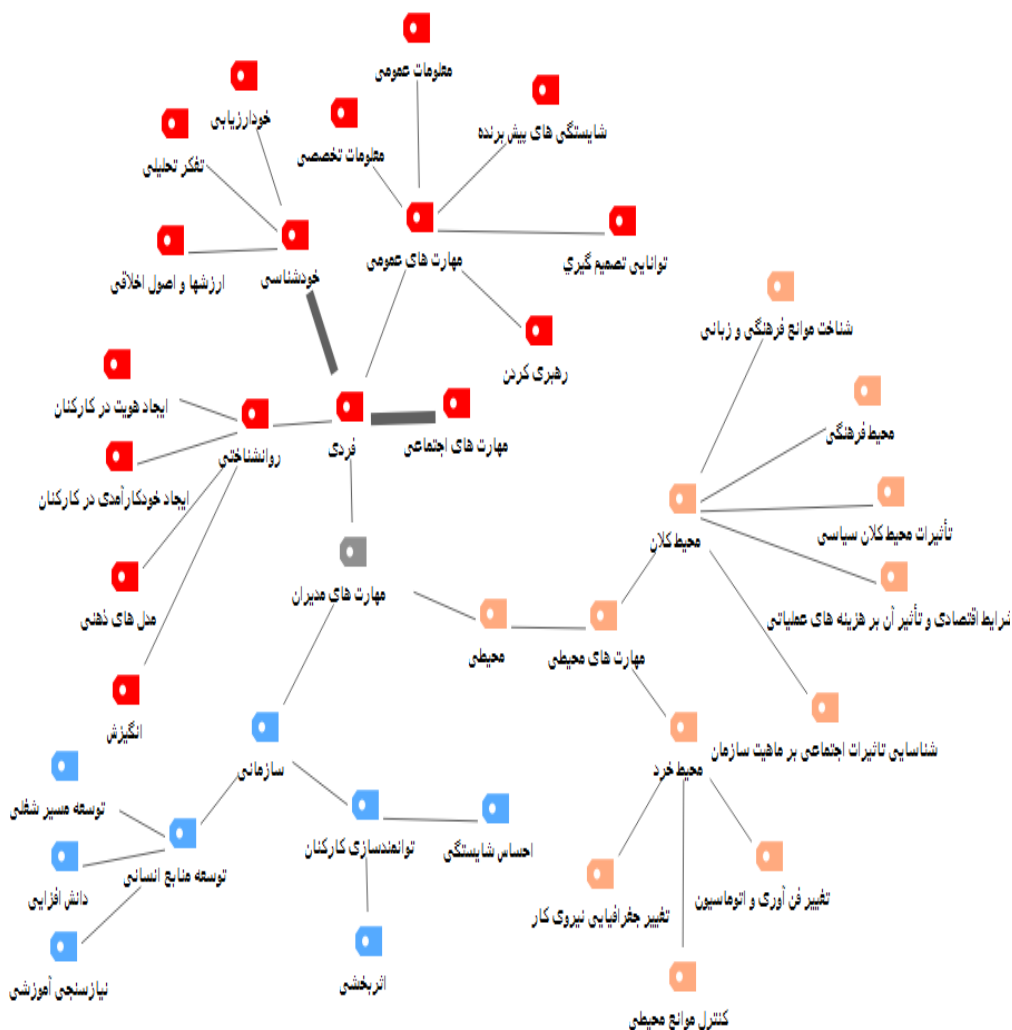 معلومات عمومی
خودارزیابی
شایستگی های پیش برنده
تفکر تحلیلی
معلومات تخصصی
مهارت های عمومی
توانایی تصمیم گیري
خودشناسی
ارزشها و اصول اخلاقی
شناخت موانع فرهنگی و زبانی
رهبری کردن
ایجاد هویت در کارکنان
مهارت های اجتماعی
فردی
روانشناختی
محیط فرهنگی
ایجاد خودکارآمدی در کارکنان
تأثیرات محیط کلان سیاسی
محیط کلان
مهارت های مدیران
مدل های ذهنی
شرایط اقتصادی و تأثیر آن بر هزینه های عملیاتی
محیطی
مهارت های محیطی
انگیزش
شناسایی تاثیرات اجتماعی بر ماهیت سازمان
سازمانی
محیط خرد
توسعه مسیر شغلی
توانمندسازی کارکنان
احساس شایستگی
توسعه منابع انسانی
دانش افزایی
تغییر فن آوری و اتوماسیون
تغییر جغرافیایی نیروی کار
نیازسنجی آموزشی
اثربخشی
کنترل موانع محیطی